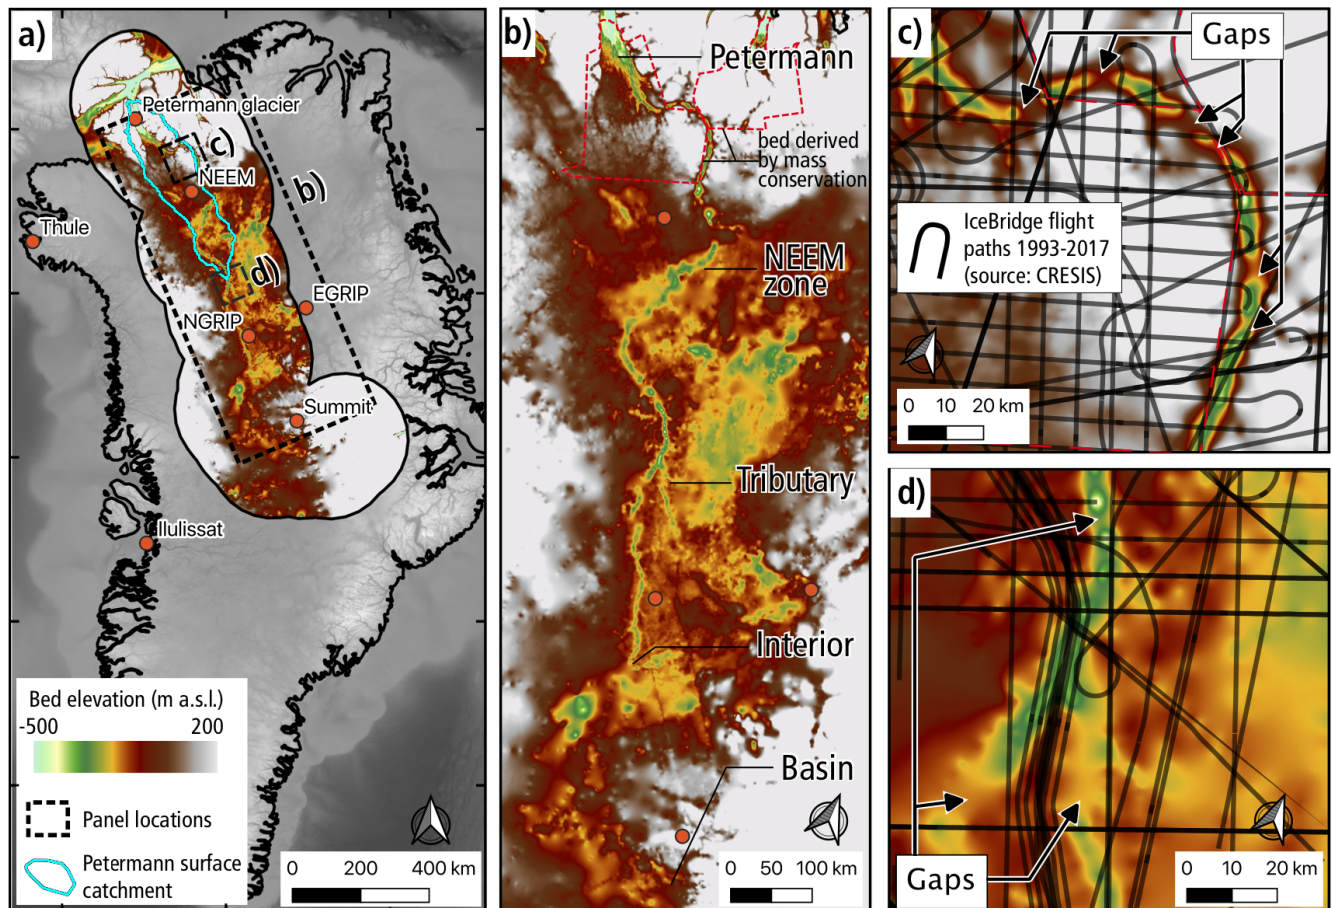 a)
Petermann glacier
c)
NEEM
b)
Thule
d)
EGRIP
NGRIP
Summit
Ilulissat
Bed elevation (m a.s.l.)
-500
200
Panel locations
Petermann surface
catchment
0
200
400 km
b)
Petermann
bed derived
by mass
conservation
NEEM
zone
Tributary
Interior
Basin
0
50
100 km
c)
Gaps
IceBridge flight
paths 1993-2017
(source: CRESIS)
0
10
20 km
d)
Gaps
0
10
20 km